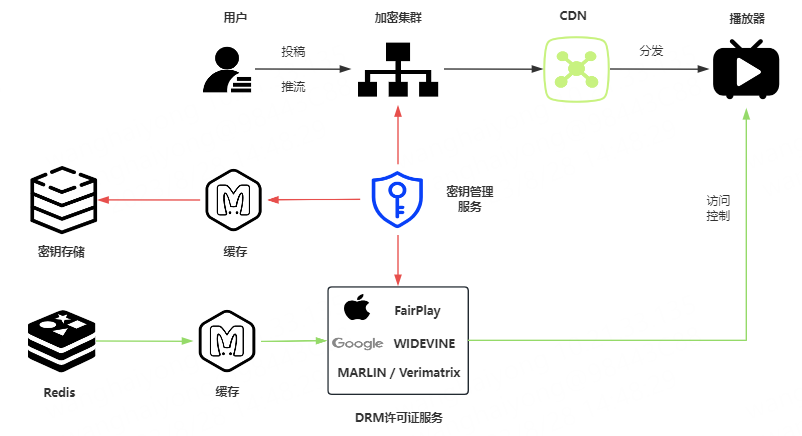 用户
加密集群
CDN
播放器
投稿
推流
分发
密钥管理
服务
访问
控制
密钥存储
缓存
FairPlay
Google WIDEVINE
MARLIN / Verimatrix
Redis
缓存
DRM许可证服务